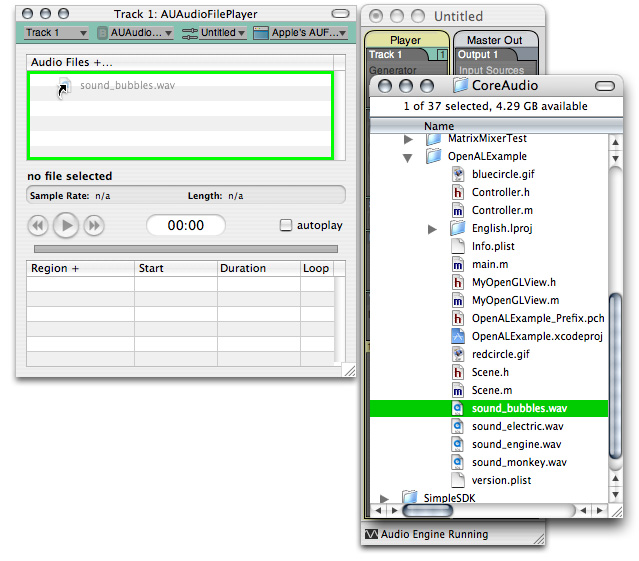 Track 1: AUAudioFilePlayer
Track 1 AUAudio... Untitled Apple's AUF...
Audio Files +...
sound_bubbles.wav
no file selected
Sample Rate: n/a Length: n/a
00:00 autoplay
Region + Start Duration Loop
Untitled
Player Master Out
Track 1 1 Output 1
Generator Input Sources
CoreAudio
1 of 37 selected, 4.29 GB available
Name
MatrixMixerTest
OpenALExample
bluecircle.gif
Controller.h
Controller.m
English.lproj
Info.plist
main.m
MyOpenGLView.h
MyOpenGLView.m
OpenALExample_Prefix.pch
OpenALExample.xcodeproj
redcircle.gif
Scene.h
Scene.m
sound_bubbles.wav
sound_electric.wav
sound_engine.wav
sound_monkey.wav
version.plist
SimpleSDK
Audio Engine Running